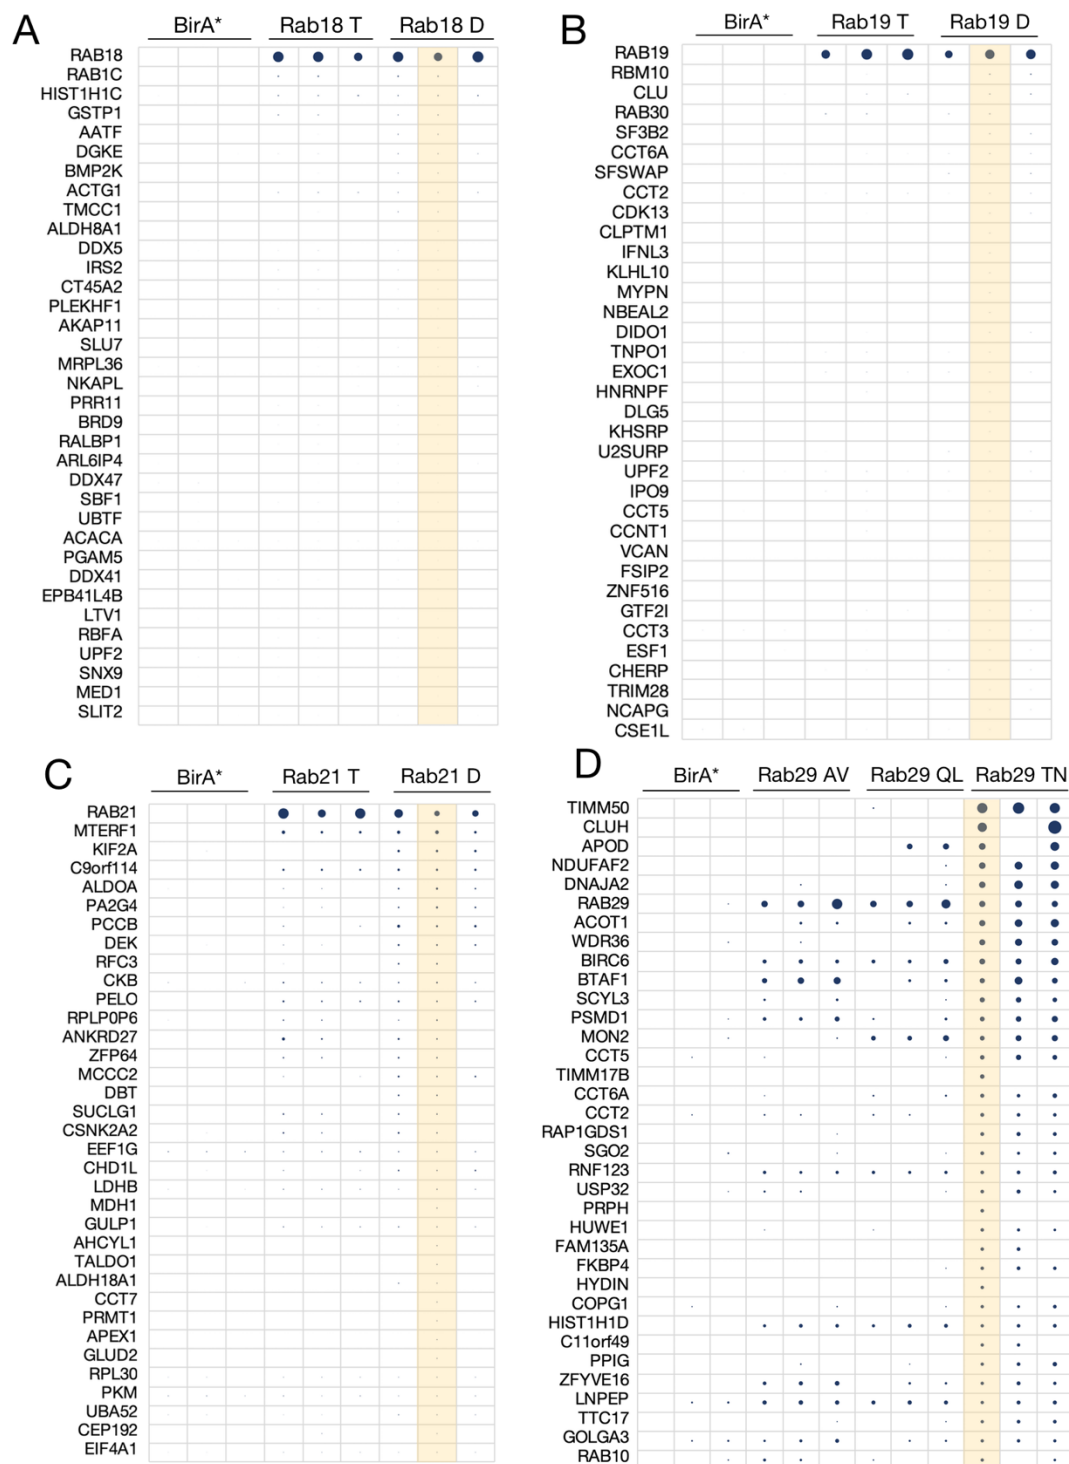 A
BirA*
Rab18 T
Rab18 D
RAB18
RAB1C
HIST1H1C
GSTP1
AATF
DGKE
BMP2K
ACTG1
TMCC1
ALDH8A1
DDX5
IRS2
CT45A2
PLEKHF1
AKAP11
SLU7
MRPL36
NKAPL
PRR11
BRD9
RALBP1
ARL6IP4
DDX47
SBF1
UBTF
ACACA
PGAM5
DDX41
EPB41L4B
LTV1
RBFA
UPF2
SNX9
MED1
SLIT2
B
BirA*
Rab19 T
Rab19 D
RAB19
RBM10
CLU
RAB30
SF3B2
CCT6A
SFSWAP
CCT2
CDK13
CLPTM1
IFNL3
KLHL10
MYPN
NBEAL2
DIDO1
TNPO1
EXOC1
HNRNPF
DLG5
KHSRP
U2SURP
UPF2
IPO9
CCT5
CCNT1
VCAN
FSIP2
ZNF516
GTF2I
CCT3
ESF1
CHERP
TRIM28
NCAPG
CSE1L
C
BirA*
Rab21 T
Rab21 D
RAB21
MTERF1
KIF2A
C9orf114
ALDOA
PA2G4
PCCB
DEK
RFC3
CKB
PELO
RPLP0P6
ANKRD27
ZFP64
MCCC2
DBT
SUCLG1
CSNK2A2
EEF1G
CHD1L
LDHB
MDH1
GULP1
AHCYL1
TALDO1
ALDH18A1
CCT7
PRMT1
APEX1
GLUD2
RPL30
PKM
UBA52
CEP192
EIF4A1
D
BirA*
Rab29 AV
Rab29 QL
Rab29 TN
TIMM50
CLUH
APOD
NDUFAF2
DNAJA2
RAB29
ACOT1
WDR36
BIRC6
BTAF1
SCYL3
PSMD1
MON2
CCT5
TIMM17B
CCT6A
CCT2
RAP1GDS1
SGO2
RNF123
USP32
PRPH
HUWE1
FAM135A
FKBP4
HYDIN
COPG1
HIST1H1D
C11orf49
PPIG
ZFYVE16
LNPEP
TTC17
GOLGA3
RAB10